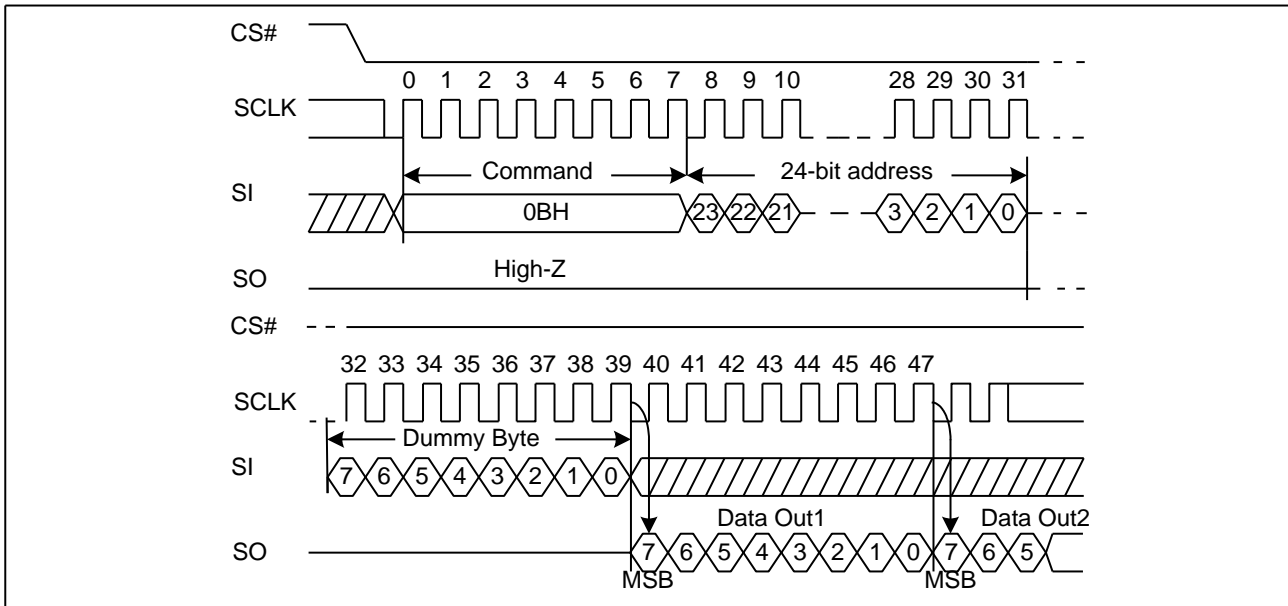 CS#
0 1 2 3 4 5 6 7 8 9 10 28 29 30 31
SCLK
Command 24-bit address
SI
0BH 23 22 21 3 2 1 0
High-Z
SO
CS#
32 33 34 35 36 37 38 39 40 41 42 43 44 45 46 47
SCLK
Dummy Byte
SI
7 6 5 4 3 2 1 0
Data Out1 Data Out2
SO
7 6 5 4 3 2 1 0 7 6 5
MSB MSB